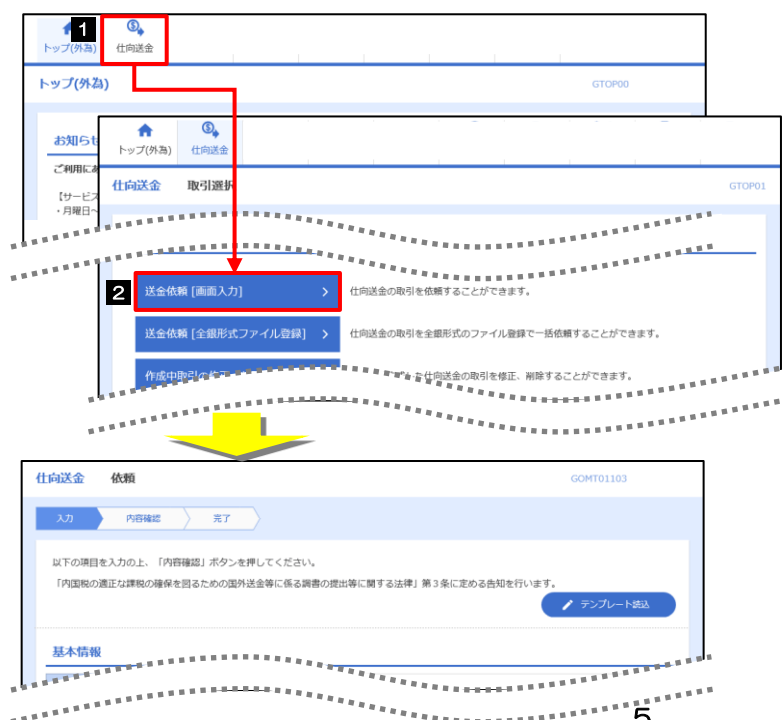 1
トップ(外為) 仕向送金
トップ(外為) GTOP00
お知らせ
ご利用にあ
【サービス
・月曜日～
トップ(外為) 仕向送金
仕向送金 取引選択 GTOP01
2 送金依頼 [画面入力] 仕向送金の取引を依頼することができます。
送金依頼 [全銀形式ファイル登録] 仕向送金の取引を全銀形式のファイル登録で一括依頼することができます。
作成中取引の修正 仕向送金の取引を修正、削除することができます。
仕向送金 依頼 GOMT01103
入力 内容確認 完了
以下の項目を入力の上、「内容確認」ボタンを押してください。
「内国税の適正な課税の確保を図るための国外送金等に係る調書の提出等に関する法律」第３条に定める告知を行います。
テンプレート読込
基本情報
5